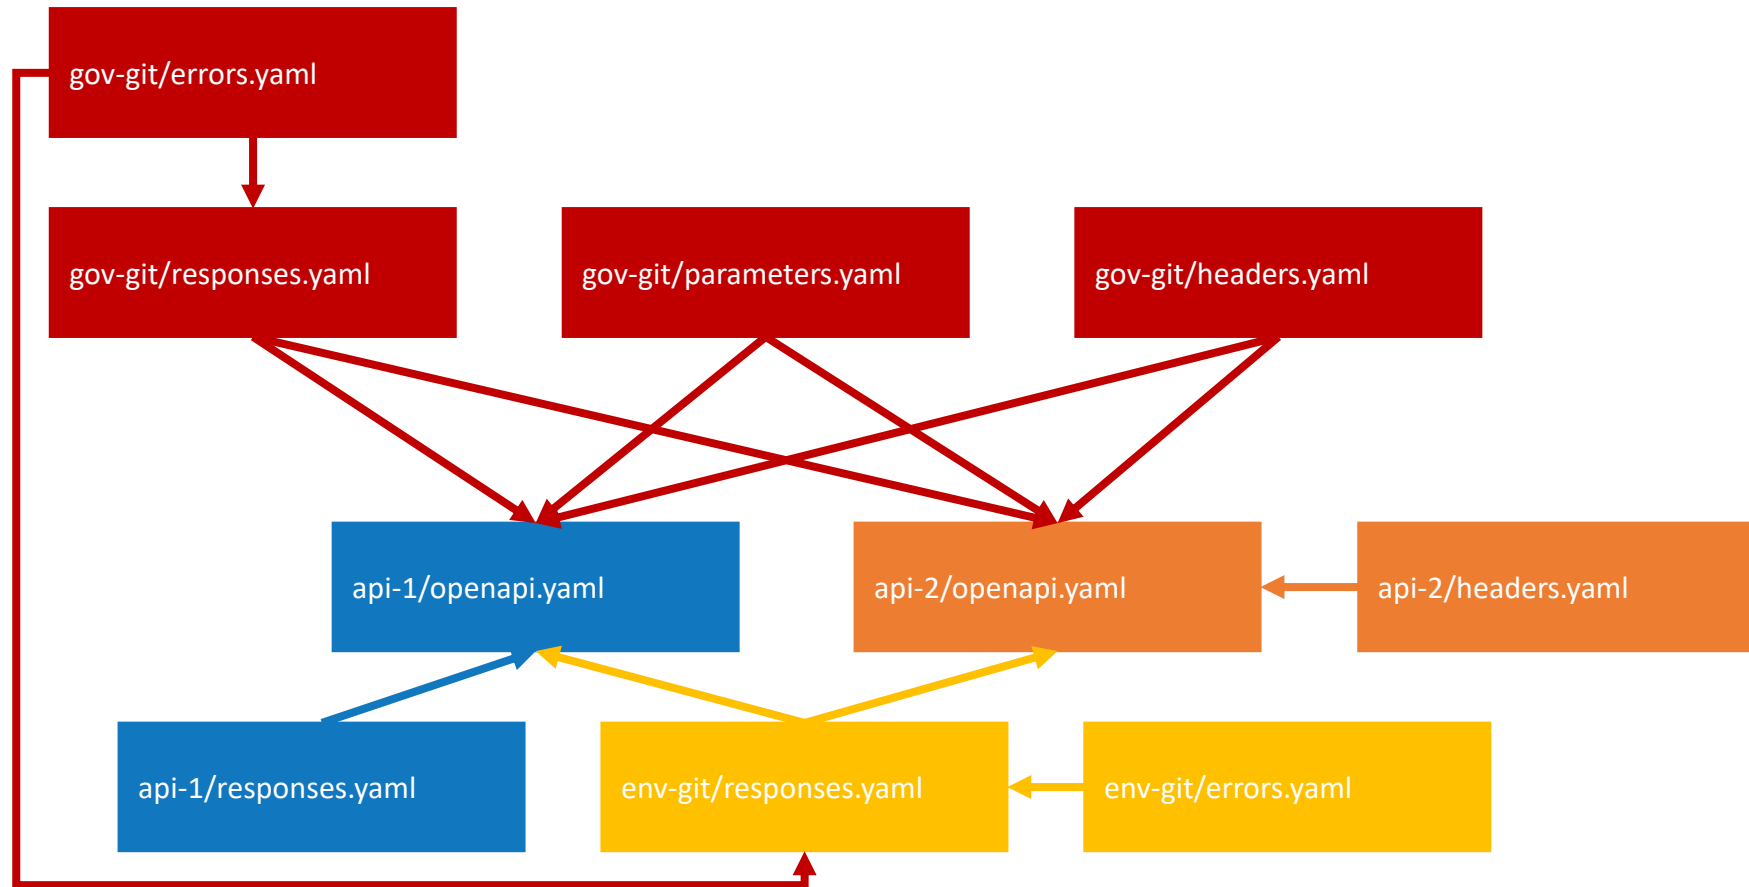 gov-git/errors.yaml
gov-git/responses.yaml
gov-git/parameters.yaml
gov-git/headers.yaml
api-1/openapi.yaml
api-2/openapi.yaml
api-2/headers.yaml
api-1/responses.yaml
env-git/responses.yaml
env-git/errors.yaml